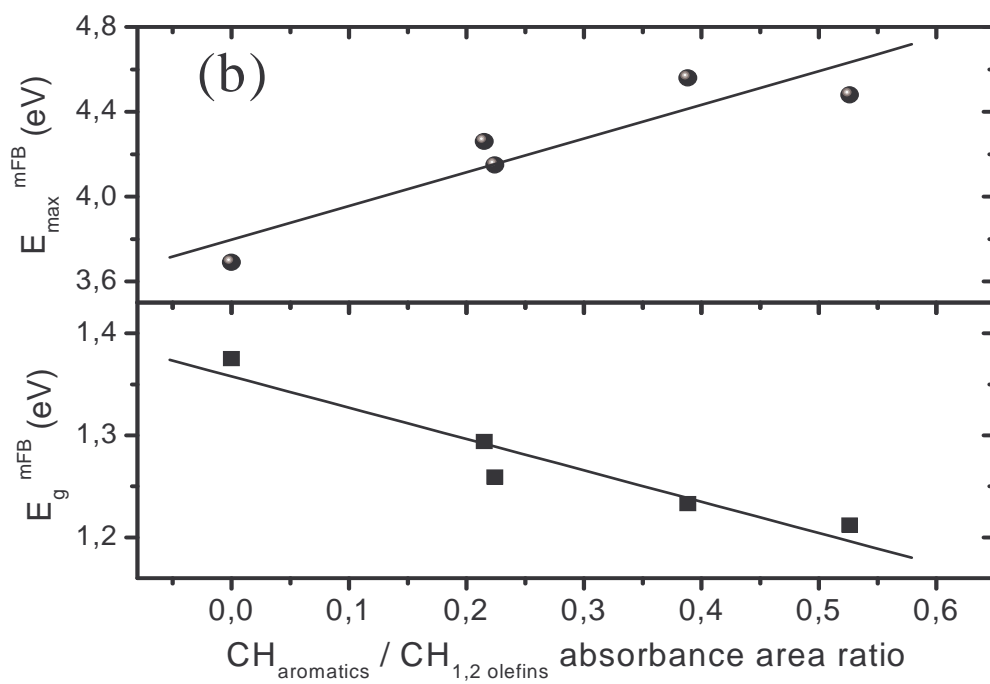 (b)
E_max^mFB (eV)
4,8
4,4
4,0
3,6
E_g^mFB (eV)
1,4
1,3
1,2
0,0 0,1 0,2 0,3 0,4 0,5 0,6
CH_aromatics / CH_1,2 olefins absorbance area ratio